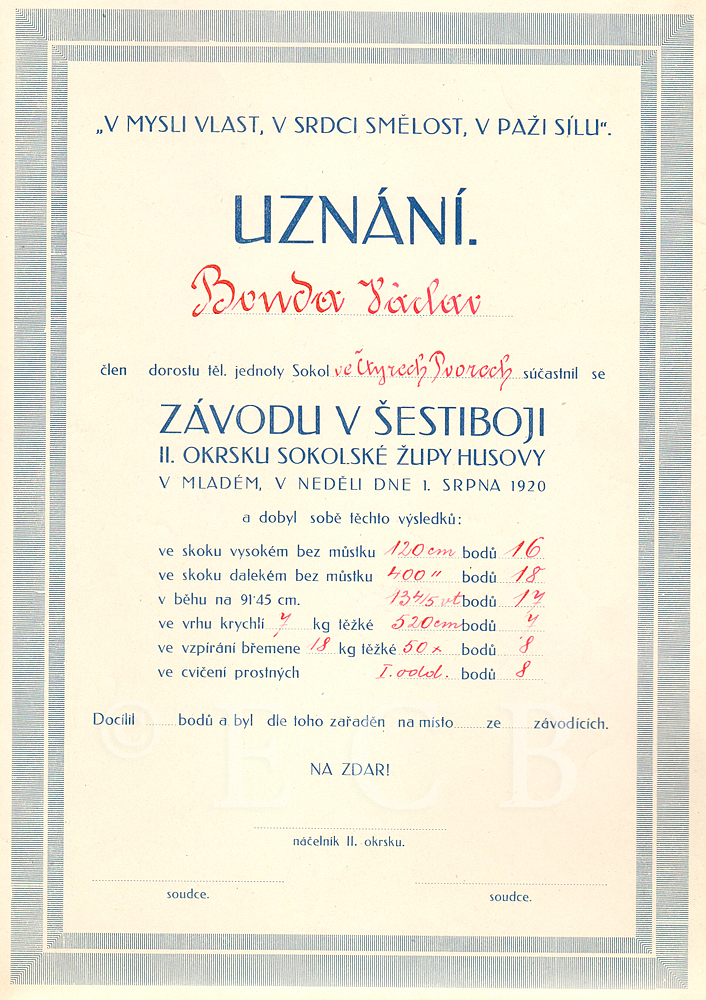 „V MYSLI VLAST, V SRDCI SMĚLOST, V PAŽI SÍLU“.
UZNÁNÍ.
Bonda Václav
člen dorostu těl. jednoty Sokol ve Čtyrech Dvorech súčastnil se
ZÁVODU V ŠESTIBOJI
II. OKRSKU SOKOLSKÉ ŽUPY HUSOVY
V MLADÉM, V NEDĚLI DNE 1. SRPNA 1920
a dobyl sobě těchto výsledků:
ve skoku vysokém bez můstku 120 cm bodů 16
ve skoku dalekém bez můstku 400 " bodů 18
v běhu na 91·45 cm. 13 4/5 vt bodů 17
ve vrhu krychlí 7 kg těžké 520 cm bodů 7
ve vzpírání břemene 18 kg těžké 50 x bodů 8
ve cvičení prostných I. odd. bodů 8
Docílil bodů a byl dle toho zařaděn na místo ze závodících.
© ECB
NA ZDAR!
náčelník II. okrsku.
soudce. soudce.